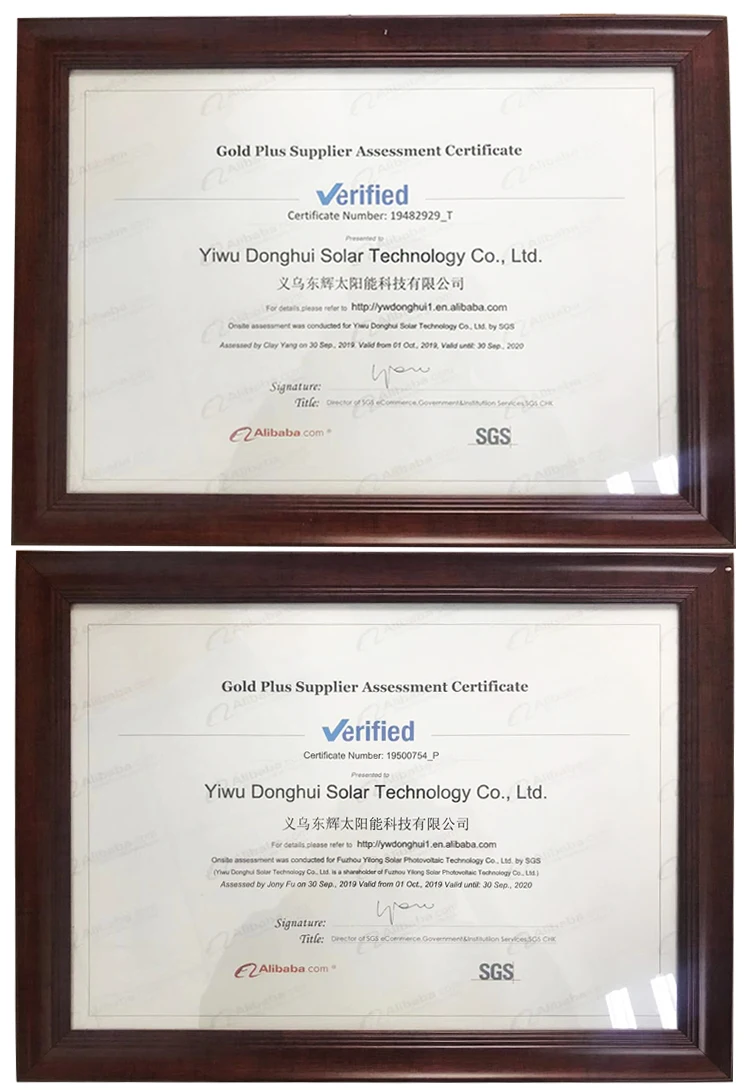 Gold Plus Supplier Assessment Certificate
Verified
Certificate Number: 19482929_T
Presented to
Yiwu Donghui Solar Technology Co., Ltd.
义乌东辉太阳能科技有限公司
For details,please refer to http://ywdonghui1.en.alibaba.com
Onsite assessment was conducted for Yiwu Donghui Solar Technology Co., Ltd. by SGS
Assessed by Clay Yang on 30 Sep., 2019. Valid from 01 Oct., 2019, Valid until: 30 Sep., 2020
Signature:
Title: Director of SGS eCommerce,Government&Institution Services,SGS CHK
Alibaba.com® SGS
Gold Plus Supplier Assessment Certificate
Verified
Certificate Number: 19500754_P
Presented to
Yiwu Donghui Solar Technology Co., Ltd.
义乌东辉太阳能科技有限公司
For details,please refer to http://ywdonghui1.en.alibaba.com
Onsite assessment was conducted for Fuzhou Yilong Solar Photovoltaic Technology Co., Ltd. by SGS
(Yiwu Donghui Solar Technology Co., Ltd. is a shareholder of Fuzhou Yilong Solar Photovoltaic Technology Co., Ltd.)
Assessed by Jony Fu on 30 Sep., 2019 Valid from 01 Oct., 2019 Valid until: 30 Sep., 2020
Signature:
Title: Director of SGS eCommerce,Government&Institution Services,SGS CHK
Alibaba.com® SGS